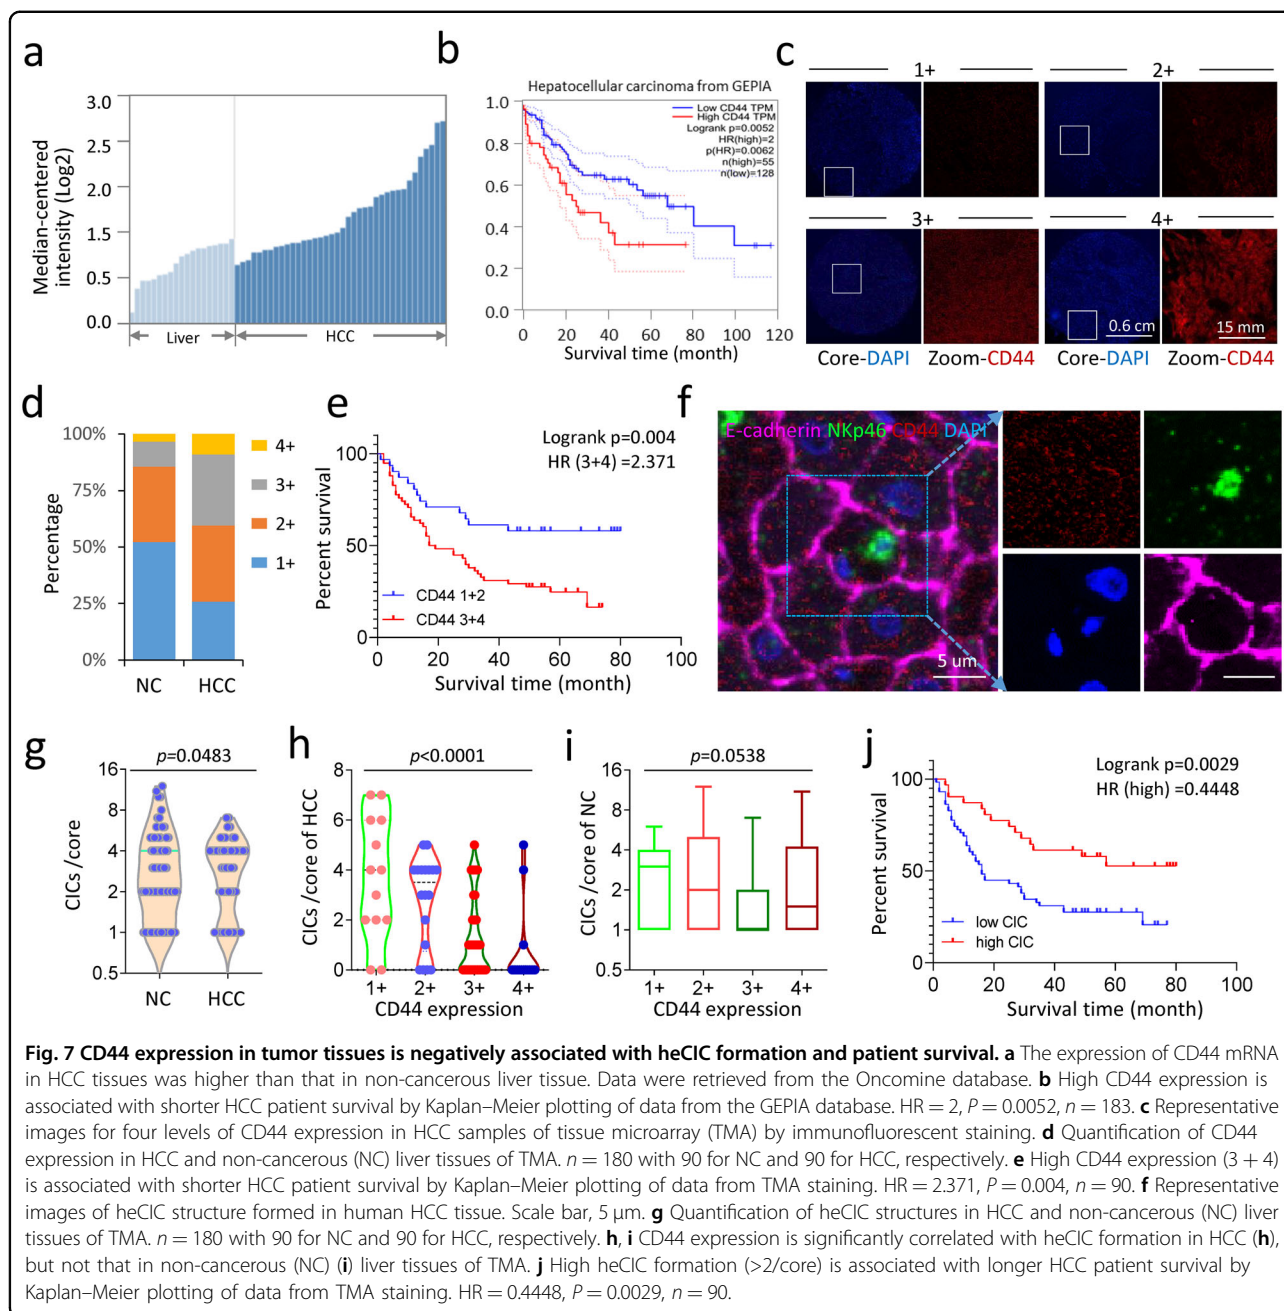 a
3.0
2.5
2.0
1.5
0.5
0.0
Median-centered
intensity (Log2)
Liver
HCC
b
Hepatocellular carcinoma from GEPIA
1.0
0.8
0.6
0.4
0.2
0.0
Low CD44 TPM
High CD44 TPM
Logrank p=0.0052
HR(high)=2
p(HR)=0.0062
n(high)=55
n(low)=128
0 20 40 60 80 100 120
Survival time (month)
c
1+
2+
3+
4+
0.6 cm
15 mm
Core-DAPI
Zoom-CD44
Core-DAPI
Zoom-CD44
d
100%
75%
50%
25%
0%
Percentage
NC
HCC
4+
3+
2+
1+
e
Logrank p=0.004
HR (3+4) =2.371
100
50
0
Percent survival
CD44 1+2
CD44 3+4
0 20 40 60 80 100
Survival time (month)
f
E-cadherin NKp46 CD44 DAPI
5 um
g
p=0.0483
16
8
4
2
1
0.5
CICs /core
NC
HCC
h
p<0.0001
8
6
4
2
0
CICs /core of HCC
1+ 2+ 3+ 4+
CD44 expression
i
p=0.0538
16
8
4
2
1
0.5
CICs /core of NC
1+ 2+ 3+ 4+
CD44 expression
j
Logrank p=0.0029
HR (high) =0.4448
100
50
0
Percent survival
low CIC
high CIC
0 20 40 60 80 100
Survival time (month)
Fig. 7 CD44 expression in tumor tissues is negatively associated with heCIC formation and patient survival. a The expression of CD44 mRNA
in HCC tissues was higher than that in non-cancerous liver tissue. Data were retrieved from the Oncomine database. b High CD44 expression is
associated with shorter HCC patient survival by Kaplan–Meier plotting of data from the GEPIA database. HR = 2, P = 0.0052, n = 183. c Representative
images for four levels of CD44 expression in HCC samples of tissue microarray (TMA) by immunofluorescent staining. d Quantification of CD44
expression in HCC and non-cancerous (NC) liver tissues of TMA. n = 180 with 90 for NC and 90 for HCC, respectively. e High CD44 expression (3 + 4)
is associated with shorter HCC patient survival by Kaplan–Meier plotting of data from TMA staining. HR = 2.371, P = 0.004, n = 90. f Representative
images of heCIC structure formed in human HCC tissue. Scale bar, 5 μm. g Quantification of heCIC structures in HCC and non-cancerous (NC) liver
tissues of TMA. n = 180 with 90 for NC and 90 for HCC, respectively. h, i CD44 expression is significantly correlated with heCIC formation in HCC (h),
but not that in non-cancerous (NC) (i) liver tissues of TMA. j High heCIC formation (>2/core) is associated with longer HCC patient survival by
Kaplan–Meier plotting of data from TMA staining. HR = 0.4448, P = 0.0029, n = 90.